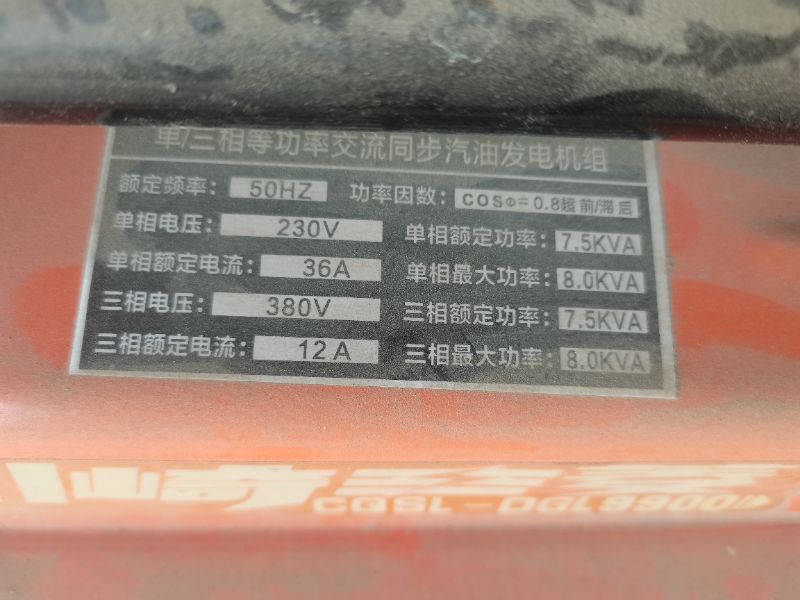 单/三相等功率交流同步汽油发电机组
额定频率: 50HZ 功率因数: COSΦ=0.8超前/滞后
单相电压: 230V 单相额定功率: 7.5KVA
单相额定电流: 36A 单相最大功率: 8.0KVA
三相电压: 380V 三相额定功率: 7.5KVA
三相额定电流: 12A 三相最大功率: 8.0KVA
CQSL-DGL9900